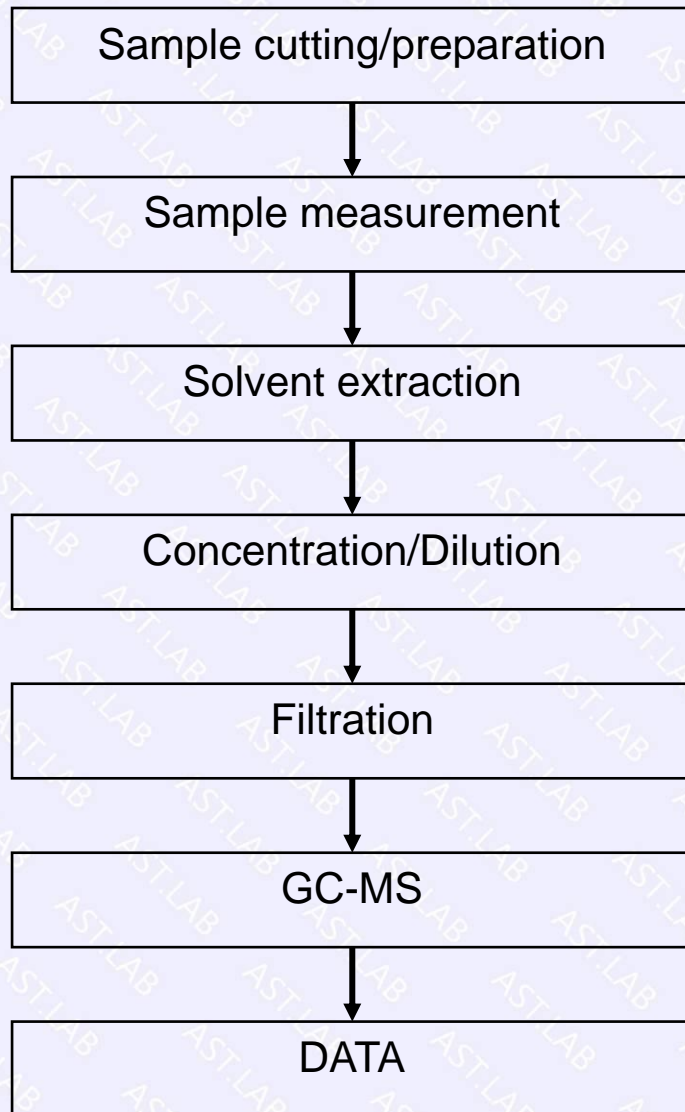 Sample cutting/preparation
Sample measurement
Solvent extraction
Concentration/Dilution
Filtration
GC-MS
DATA
AST.LAB